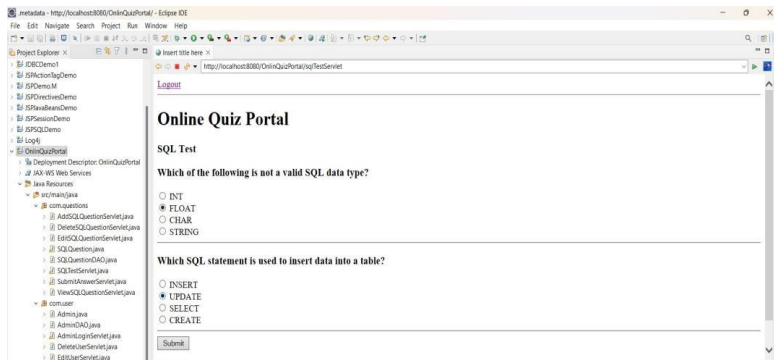 .metadata - http://localhost:8080/OnlinQuizPortal/ - Eclipse IDE
File Edit Navigate Search Project Run Window Help
Project Explorer
Insert title here
http://localhost:8080/OnlinQuizPortal/sqlTestServlet
JDBCDemo1
JSPActionTagDemo
JSPDemo.M
JSPDirectivesDemo
JSPJavaBeansDemo
JSPSessionDemo
JSPSQLDemo
Log4j
OnlinQuizPortal
Deployment Descriptor: OnlinQuizPortal
JAX-WS Web Services
Java Resources
src/main/java
com.questions
AddSQLQuestionServlet.java
DeleteSQLQuestionServlet.java
EditSQLQuestionServlet.java
SQLQuestion.java
SQLQuestionDAO.java
SQLTestServlet.java
SubmitAnswerServlet.java
ViewSQLQuestionServlet.java
com.user
Admin.java
AdminDAO.java
AdminLoginServlet.java
DeleteUserServlet.java
EditUserServlet.java
Logout
Online Quiz Portal
SQL Test
Which of the following is not a valid SQL data type?
INT
FLOAT
CHAR
STRING
Which SQL statement is used to insert data into a table?
INSERT
UPDATE
SELECT
CREATE
Submit